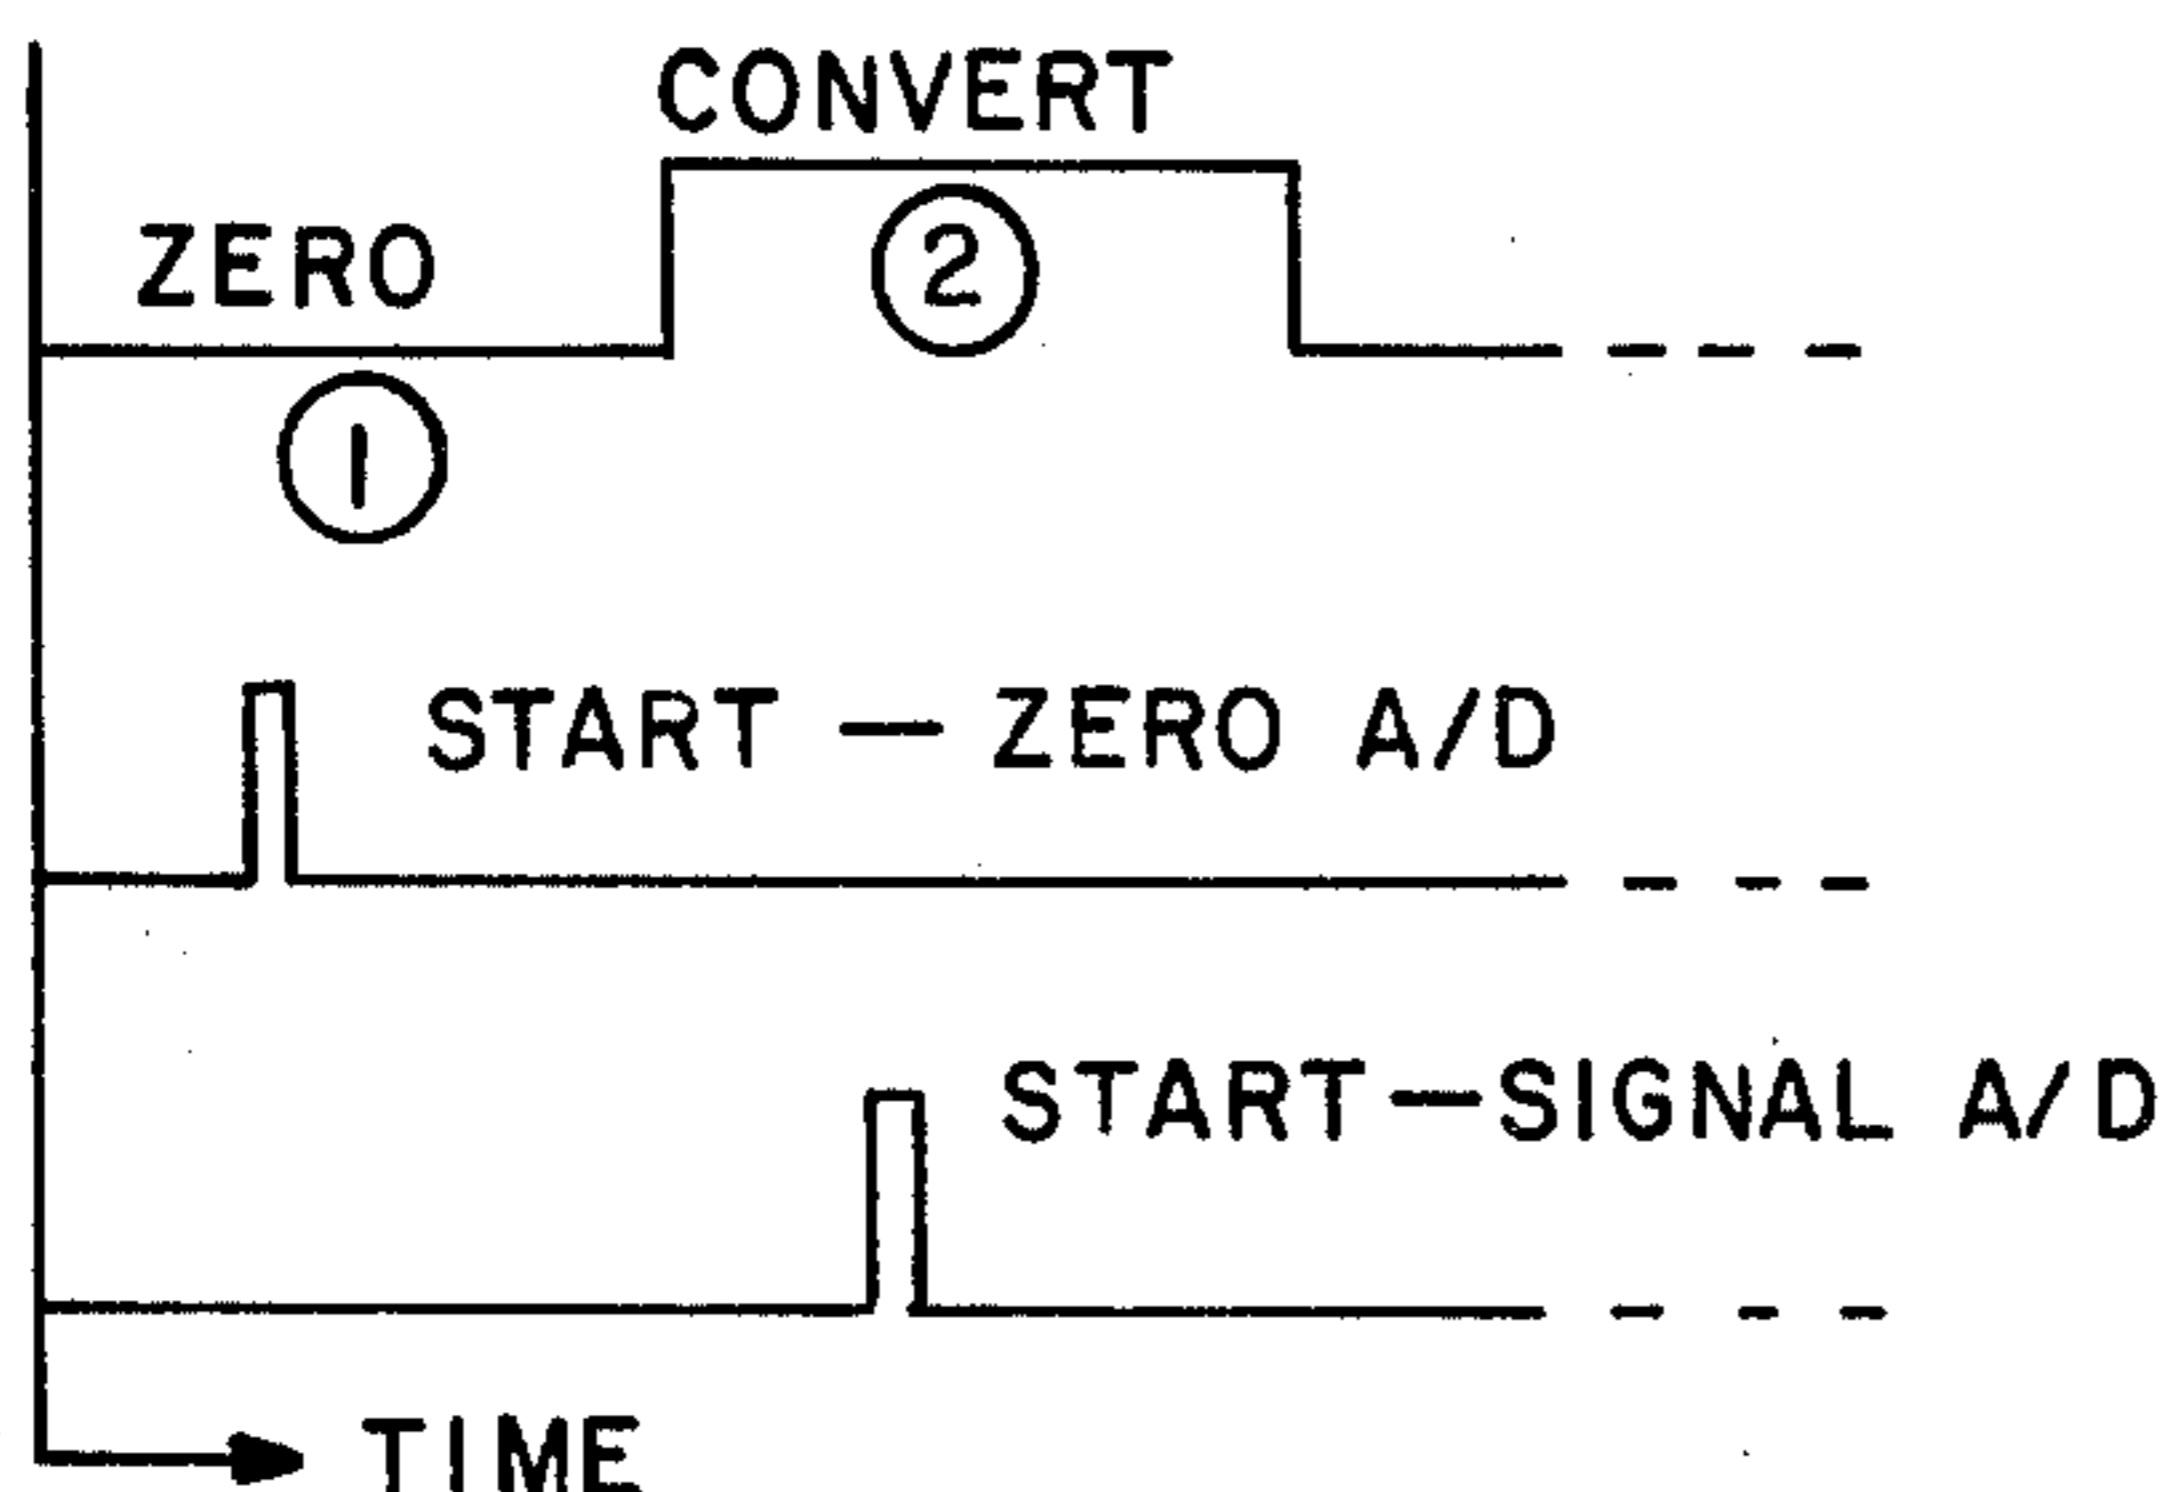 CONVERT
ZERO
2
1
START — ZERO A/D
START—SIGNAL A/D
TIME